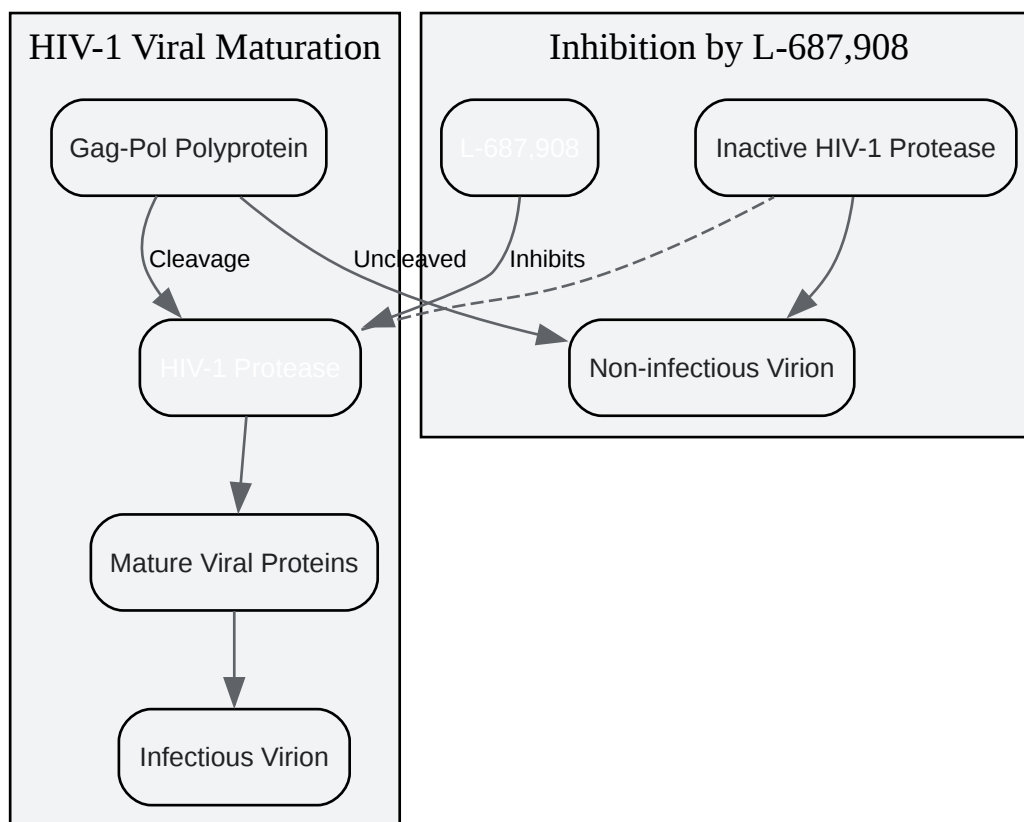 HIV-1 Viral Maturation
Inhibition by L-687,908
Gag-Pol Polyprotein
L-687,908
Inactive HIV-1 Protease
Cleavage
Uncleaved
Inhibits
HIV-1 Protease
Non-infectious Virion
Mature Viral Proteins
Infectious Virion